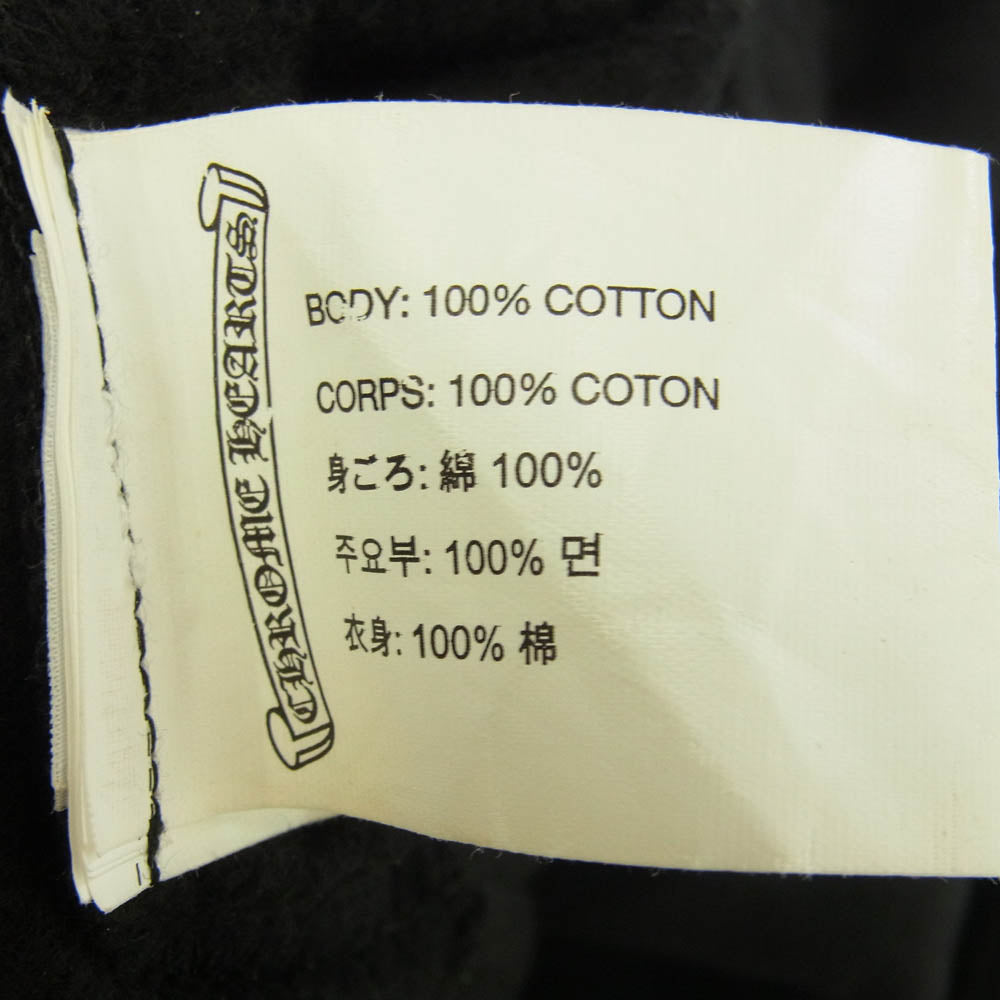 CHROME HEARTS
BODY: 100% COTTON
CORPS: 100% COTON
身ごろ: 綿 100%
주요부: 100% 면
衣身: 100% 棉